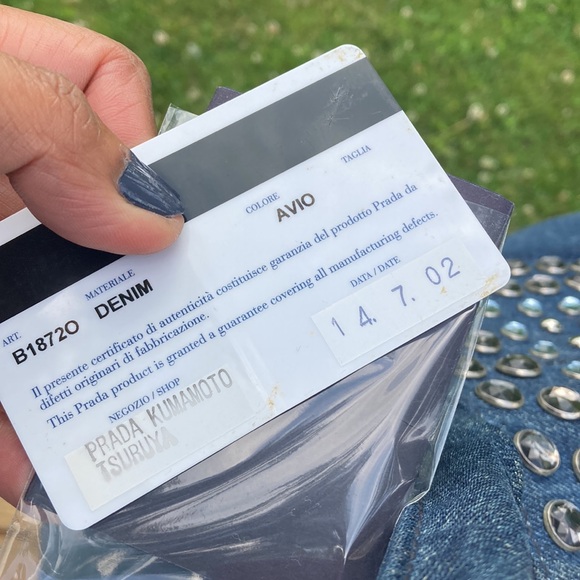 COLORE TAGLIA
AVIO
ART. MATERIALE
B1872O DENIM
Il presente certificato di autenticità costituisce garanzia del prodotto Prada da
difetti originari di fabbricazione.
This Prada product is granted a guarantee covering all manufacturing defects.
NEGOZIO / SHOP
PRADA KUMAMOTO
TSURUYA
DATA / DATE
14. 7. 02